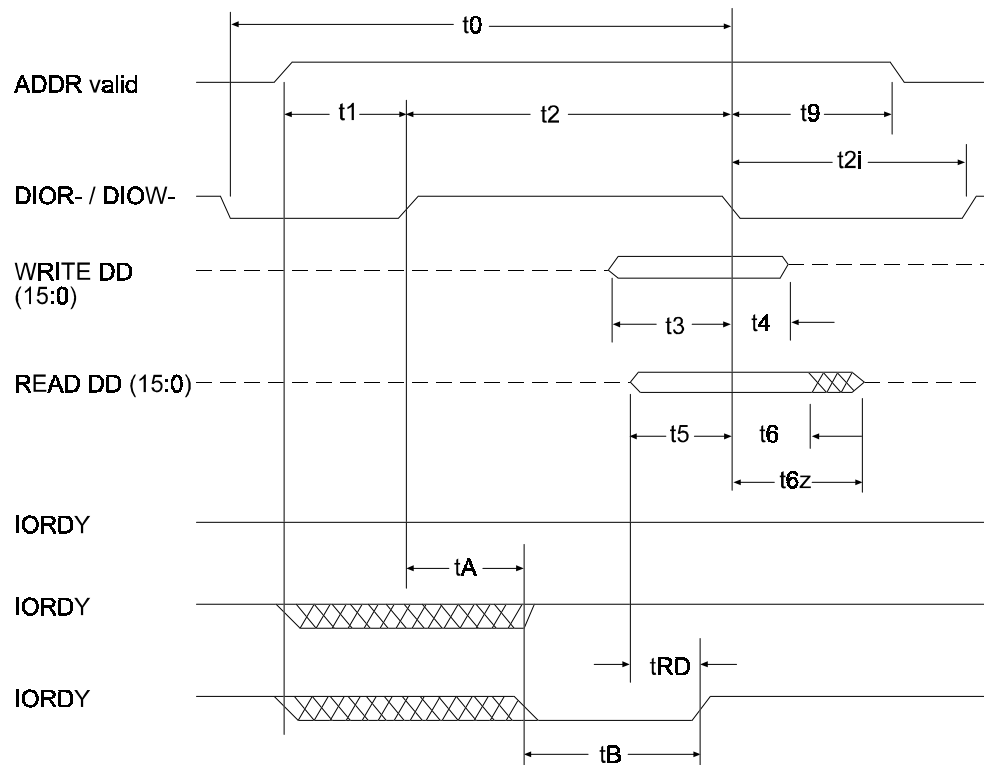 t0
ADDR valid
t1
t2
t9
t2i
DIOR- / DIOW-
WRITE DD
(15:0)
t3
t4
READ DD (15:0)
t5
t6
t6z
IORDY
tA
IORDY
tRD
IORDY
tB